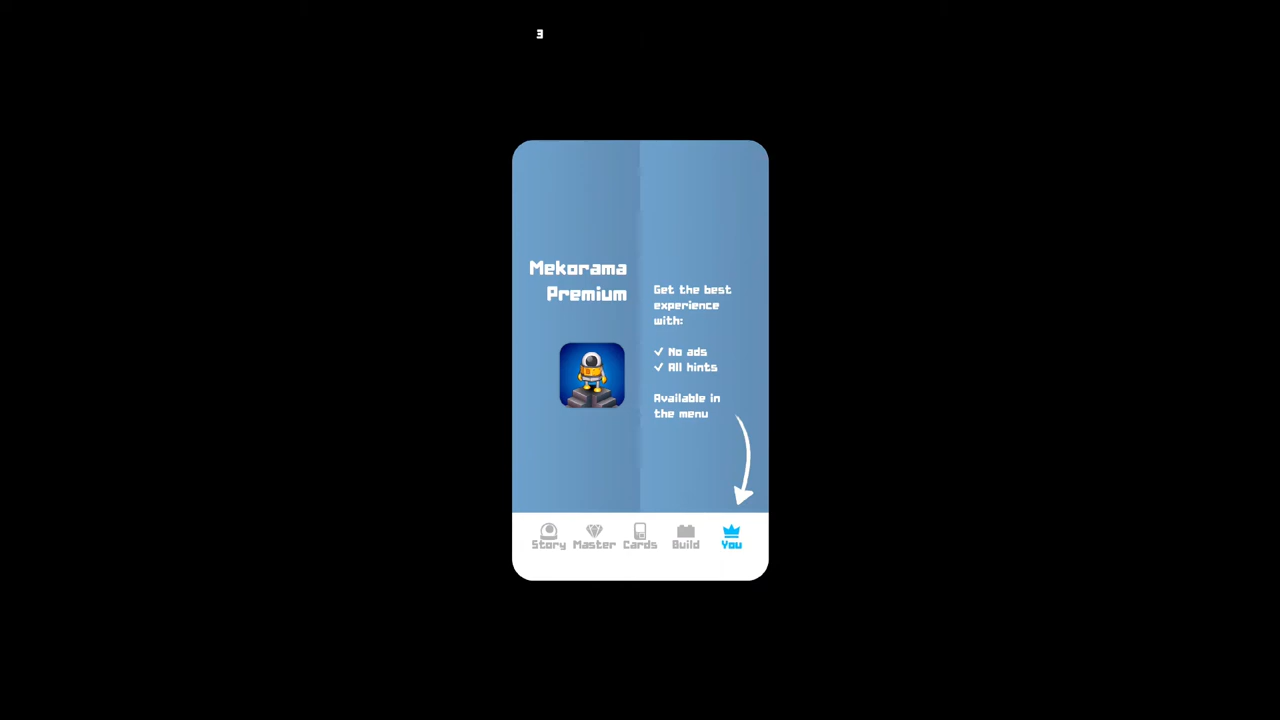 3
Mekorama
Premium
Get the best
experience
with:
✓ No ads
✓ All hints
Available in
the menu
Story Master Cards Build You